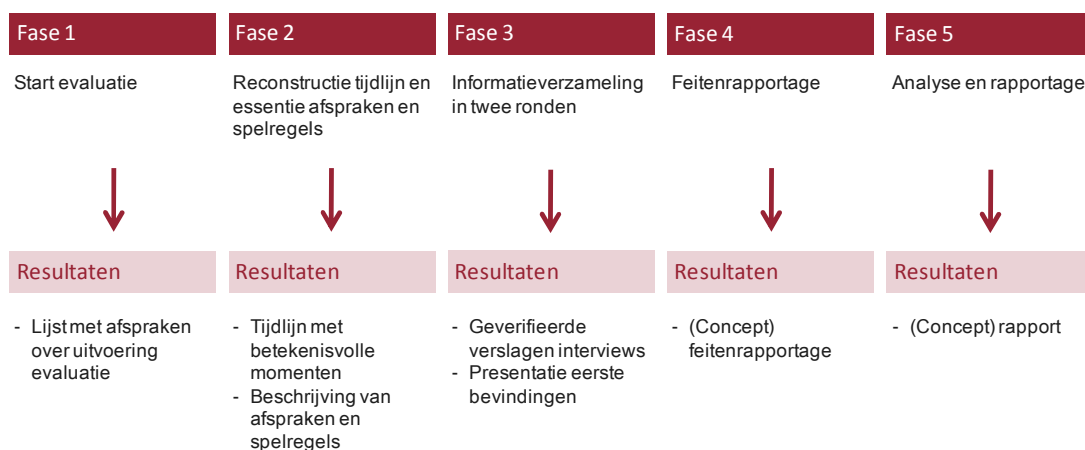 Fase 1
Start evaluatie
Resultaten
- Lijst met afspraken
over uitvoering
evaluatie
Fase 2
Reconstructie tijdlijn en
essentie afspraken en
spelregels
Resultaten
- Tijdlijn met
betekenisvolle
momenten
- Beschrijving van
afspraken en
spelregels
Fase 3
Informatieverzameling
in twee ronden
Resultaten
- Geverifieerde
verslagen interviews
- Presentatie eerste
bevindingen
Fase 4
Feitenrapportage
Resultaten
- (Concept)
feitenrapportage
Fase 5
Analyse en rapportage
Resultaten
- (Concept) rapport